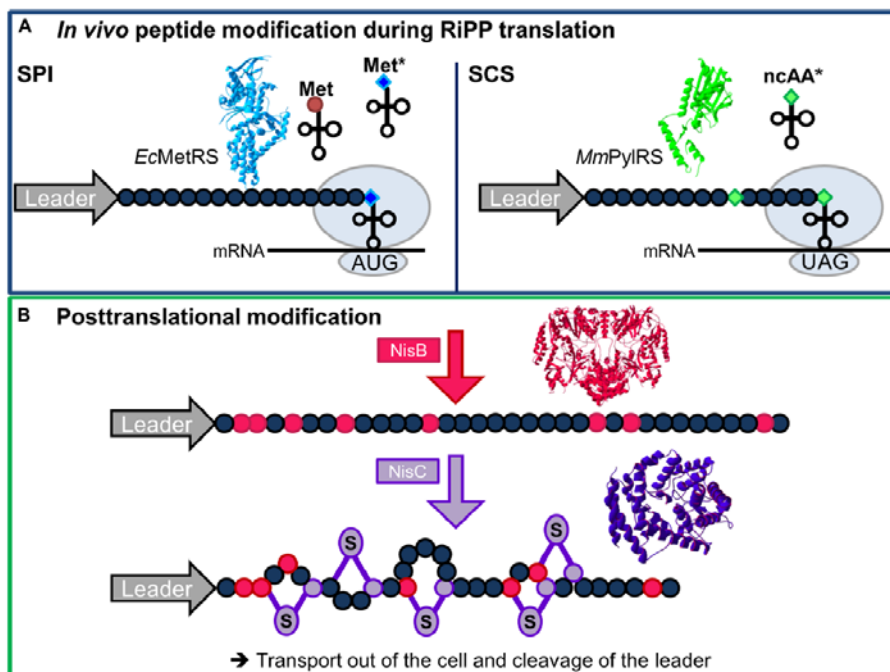 A In vivo peptide modification during RiPP translation
SPI
Met
Met*
EcMetRS
Leader
mRNA
AUG
SCS
ncAA*
MmPylRS
Leader
mRNA
UAG
B Posttranslational modification
NisB
Leader
NisC
S
S
S
S
S
Leader
➔ Transport out of the cell and cleavage of the leader